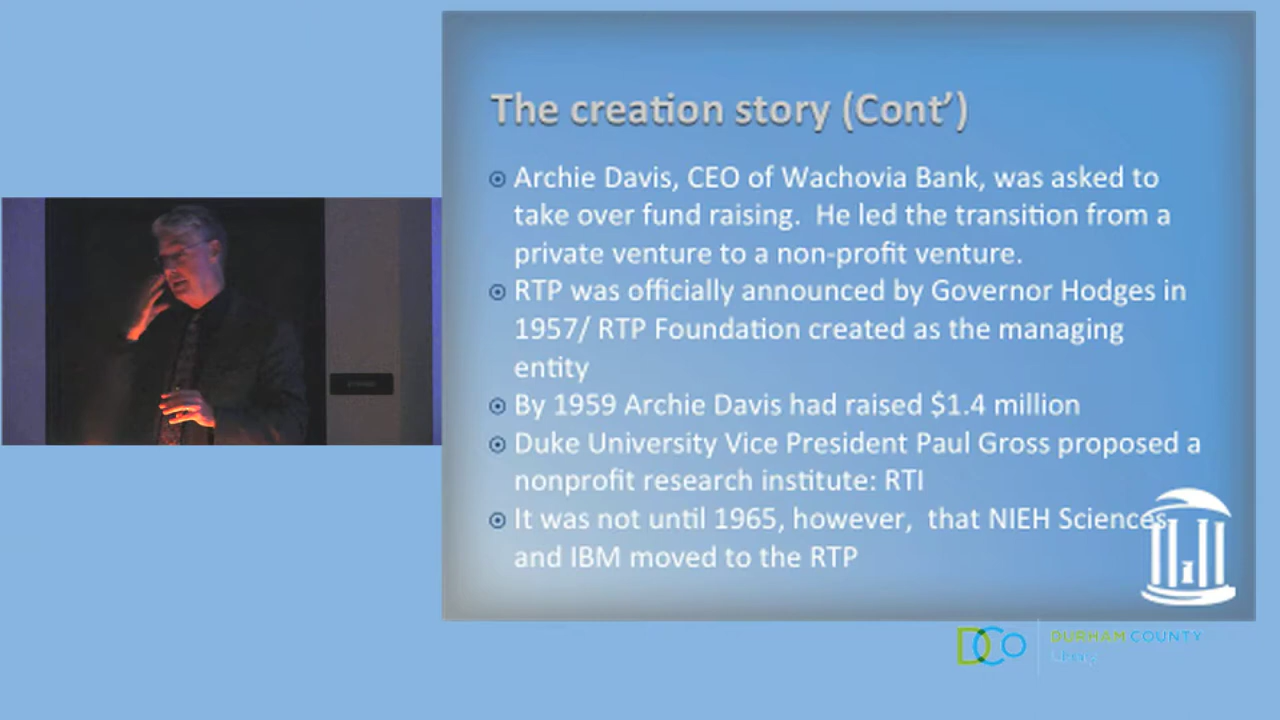 The creation story (Cont’)
Archie Davis, CEO of Wachovia Bank, was asked to
take over fund raising.  He led the transition from a
private venture to a non-profit venture.
RTP was officially announced by Governor Hodges in
1957/ RTP Foundation created as the managing
entity
By 1959 Archie Davis had raised $1.4 million
Duke University Vice President Paul Gross proposed a
nonprofit research institute: RTI
It was not until 1965, however,  that NIEH Sciences
and IBM moved to the RTP
DCo
DURHAM COUNTY
Library